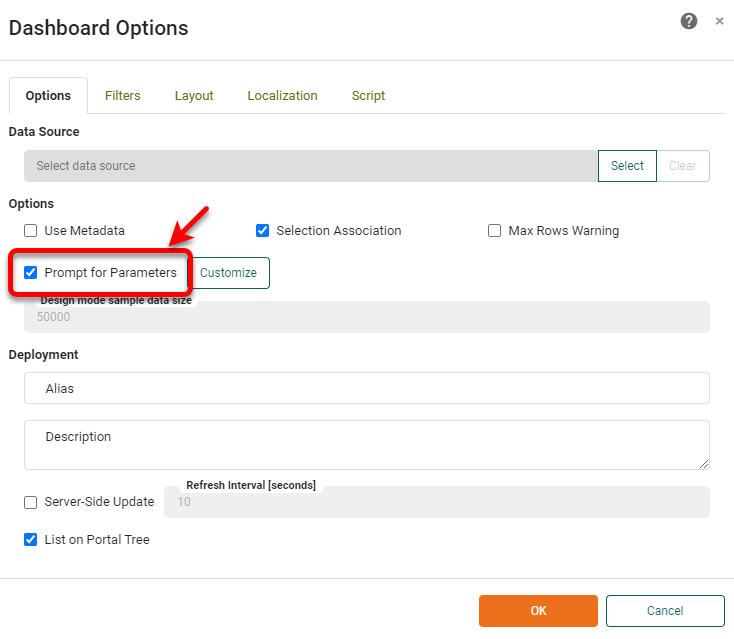 Dashboard Options
? ×
Options Filters Layout Localization Script
Data Source
Select data source Select Clear
Options
Use Metadata Selection Association Max Rows Warning
Prompt for Parameters Customize
Design mode sample data size
50000
Deployment
Alias
Description
Refresh Interval [seconds]
Server-Side Update 10
List on Portal Tree
OK Cancel